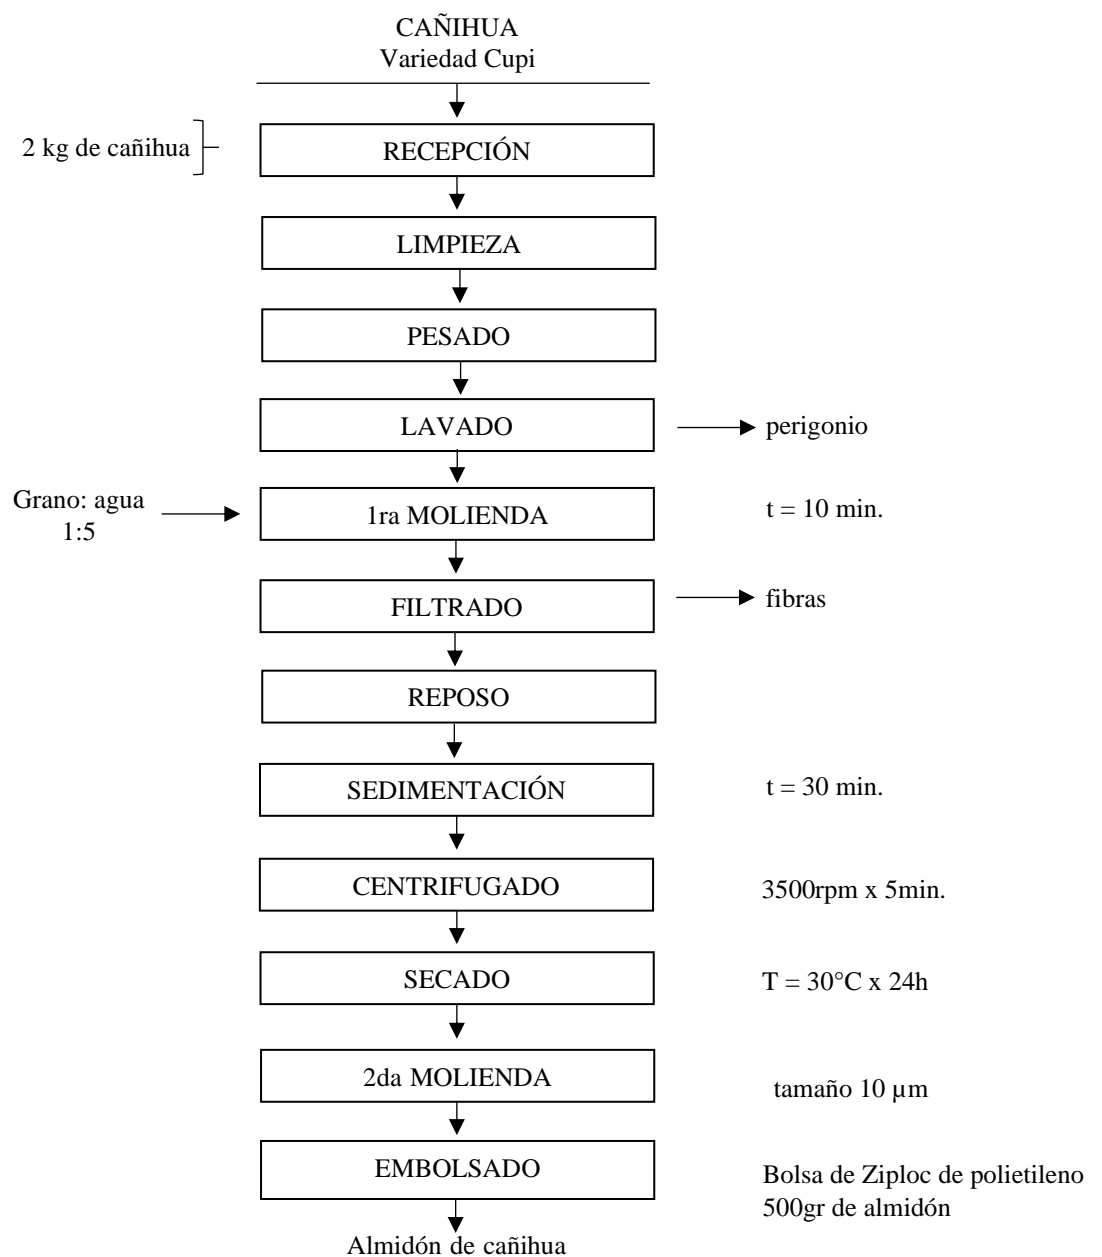 CAÑIHUA
Variedad Cupi
2 kg de cañihua
RECEPCIÓN
LIMPIEZA
PESADO
LAVADO
perigonio
Grano: agua
1:5
1ra MOLIENDA
t = 10 min.
FILTRADO
fibras
REPOSO
SEDIMENTACIÓN
t = 30 min.
CENTRIFUGADO
3500rpm x 5min.
SECADO
T = 30°C x 24h
2da MOLIENDA
tamaño 10 µm
EMBOLSADO
Bolsa de Ziploc de polietileno
500gr de almidón
Almidón de cañihua